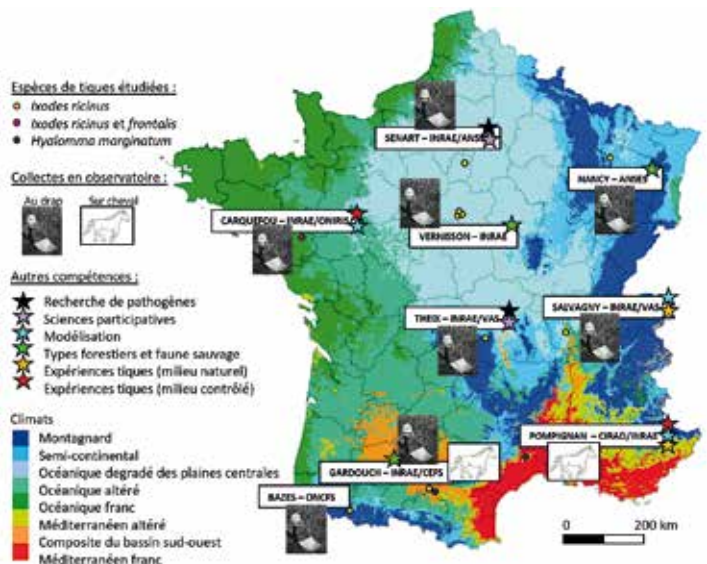 Espèces de tiques étudiées :
Ixodes ricinus
Ixodes ricinus et frontalis
Hyalomma marginatum
Collectes en observatoire :
Au drap
Sur cheval
Autres compétences :
Recherche de pathogènes
Sciences participatives
Modélisation
Types forestiers et faune sauvage
Expériences tiques (milieu naturel)
Expériences tiques (milieu contrôlé)
Climats
Montagnard
Semi-continental
Océanique degradé des plaines centrales
Océanique altéré
Océanique franc
Méditerranéen altéré
Composite du bassin sud-ouest
Méditerranéen franc
SENART – INRAE/
NANCY – ANSES
CARQUEFOU – INRAE/ONIRIS
VERNISSON – INRAE
THEIX – INRAE/VAS
SALVAGNY – INRAE/VAS
POMPIGNAN – CIRAD/INRAE
GARDOUCH – INRAE/CEFS
BAZES – ONCFS
0 200 km